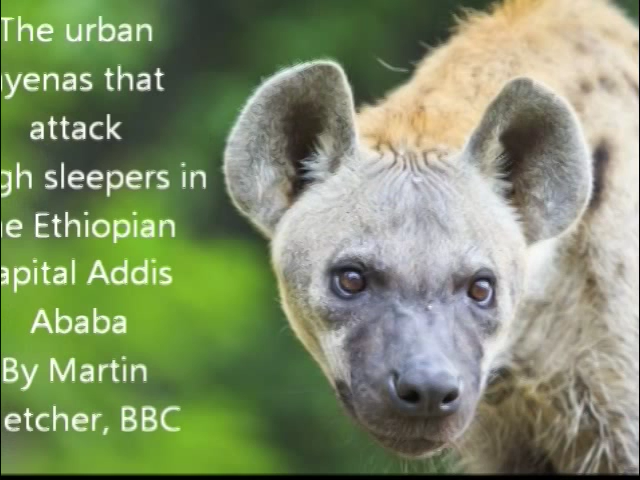 The urban
yenas that
attack
gh sleepers in
e Ethiopian
apital Addis
Ababa
By Martin
etcher, BBC